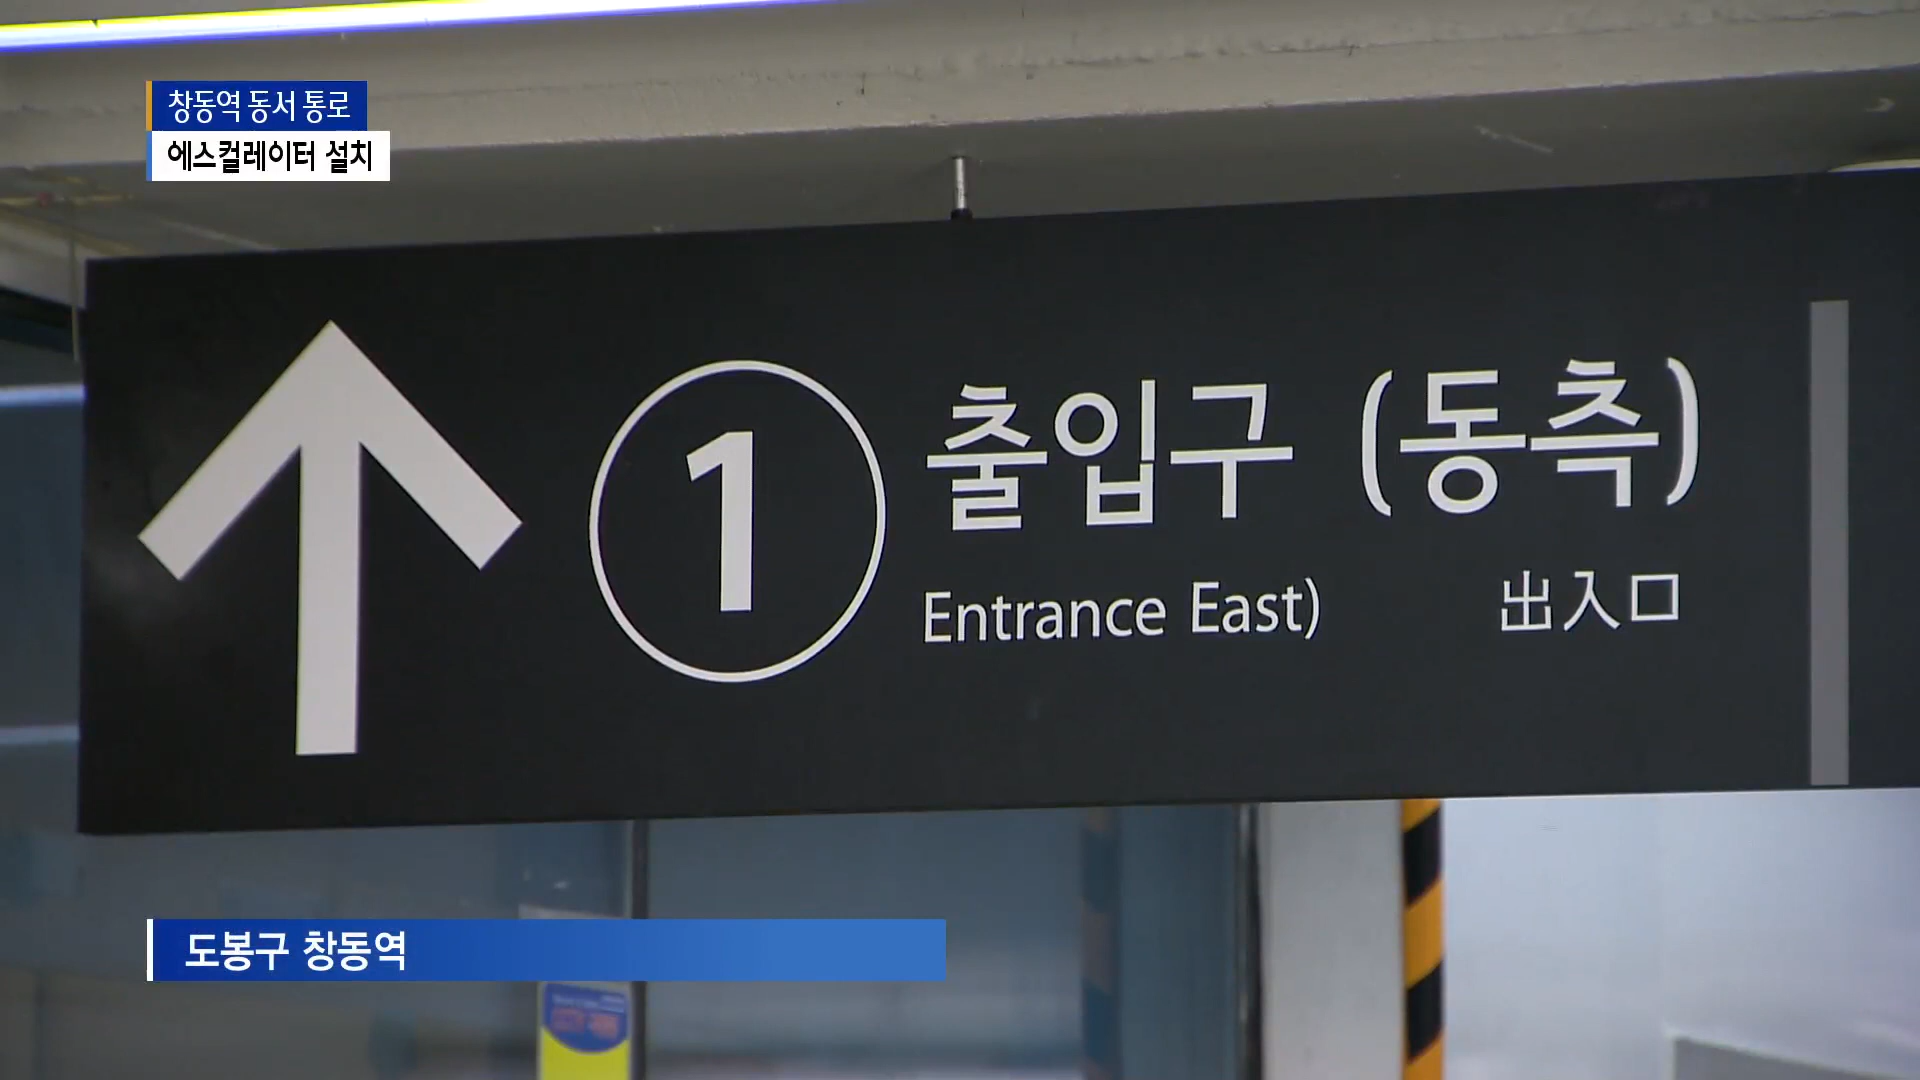 창동역 동서 통로
에스컬레이터 설치
1 출입구 (동측)
Entrance East) 出入口
도봉구 창동역